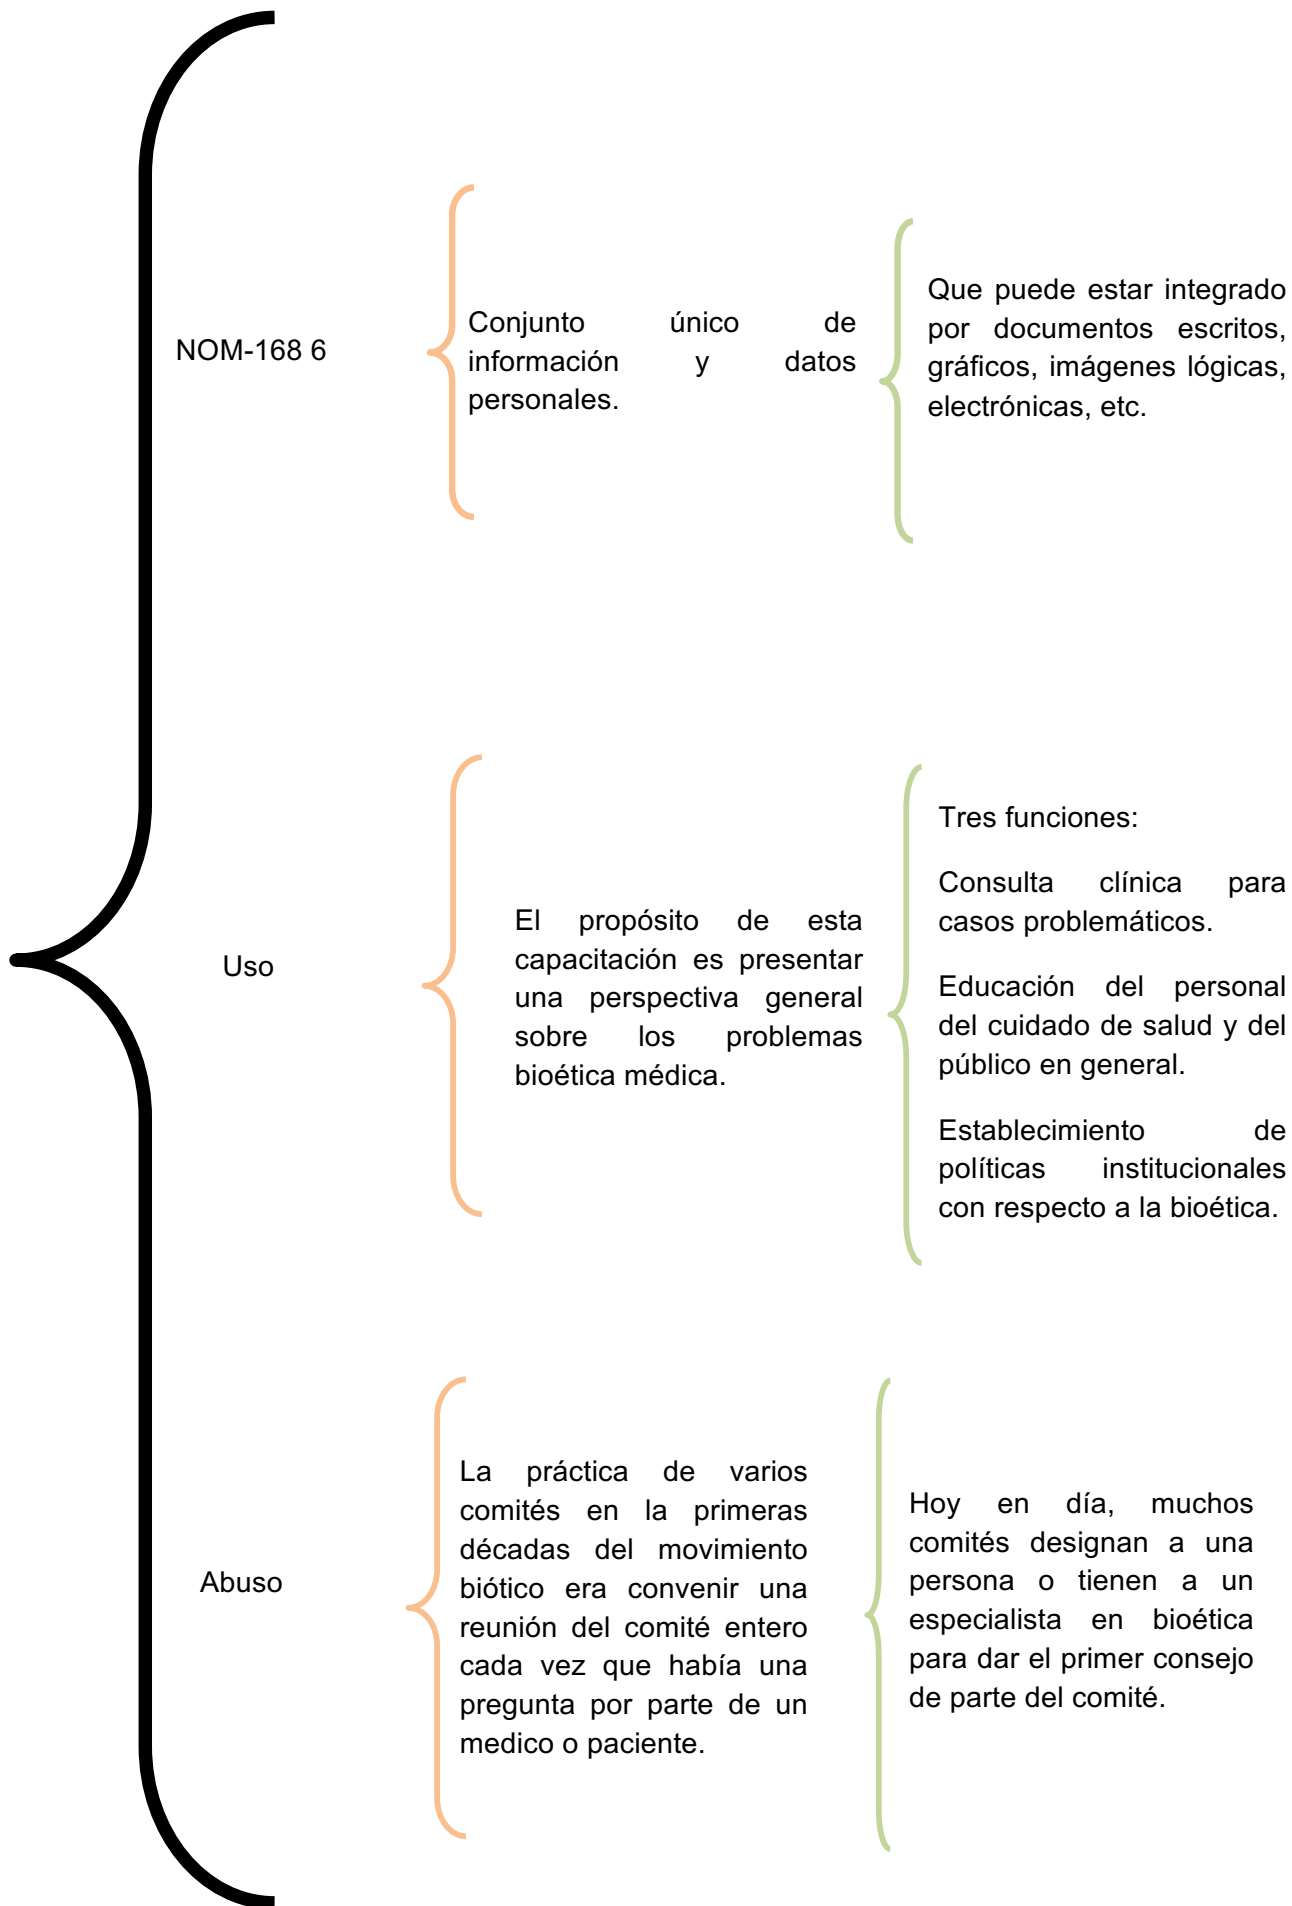 NOM-168 6
Conjunto único de
información y datos
personales.
Que puede estar integrado
por documentos escritos,
gráficos, imágenes lógicas,
electrónicas, etc.
Uso
El propósito de esta
capacitación es presentar
una perspectiva general
sobre los problemas
bioética médica.
Tres funciones:
Consulta clínica para
casos problemáticos.
Educación del personal
del cuidado de salud y del
público en general.
Establecimiento de
políticas institucionales
con respecto a la bioética.
Abuso
La práctica de varios
comités en la primeras
décadas del movimiento
biótico era convenir una
reunión del comité entero
cada vez que había una
pregunta por parte de un
medico o paciente.
Hoy en día, muchos
comités designan a una
persona o tienen a un
especialista en bioética
para dar el primer consejo
de parte del comité.